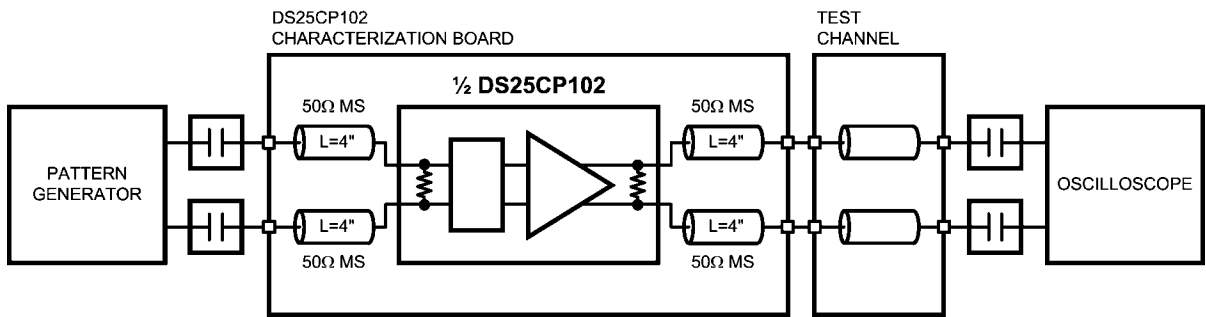 DS25CP102
CHARACTERIZATION BOARD
TEST
CHANNEL
½ DS25CP102
50Ω MS
50Ω MS
L=4"
L=4"
PATTERN
GENERATOR
OSCILLOSCOPE
L=4"
L=4"
50Ω MS
50Ω MS